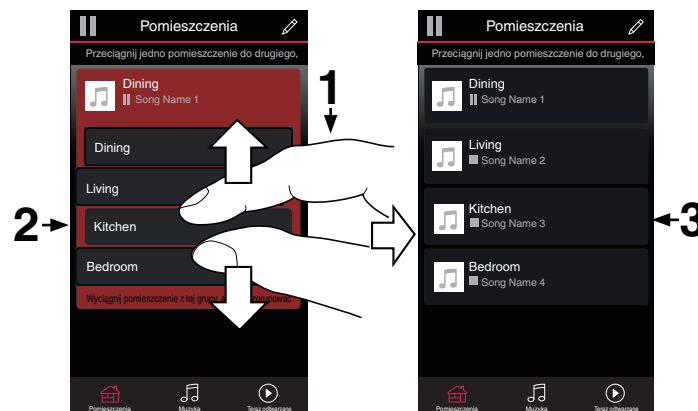 Pomieszczenia
Przeciągnij jedno pomieszczenie do drugiego,
Dining
Song Name 1
Dining
Living
Kitchen
Bedroom
Wyciągnij pomieszczenie z tej grupy,
Pomieszczenia
Muzyka
Teraz odtwarzane
1
2
Pomieszczenia
Przeciągnij jedno pomieszczenie do drugiego,
Dining
Song Name 1
Living
Song Name 2
Kitchen
Song Name 3
Bedroom
Song Name 4
Pomieszczenia
Muzyka
Teraz odtwarzane
3